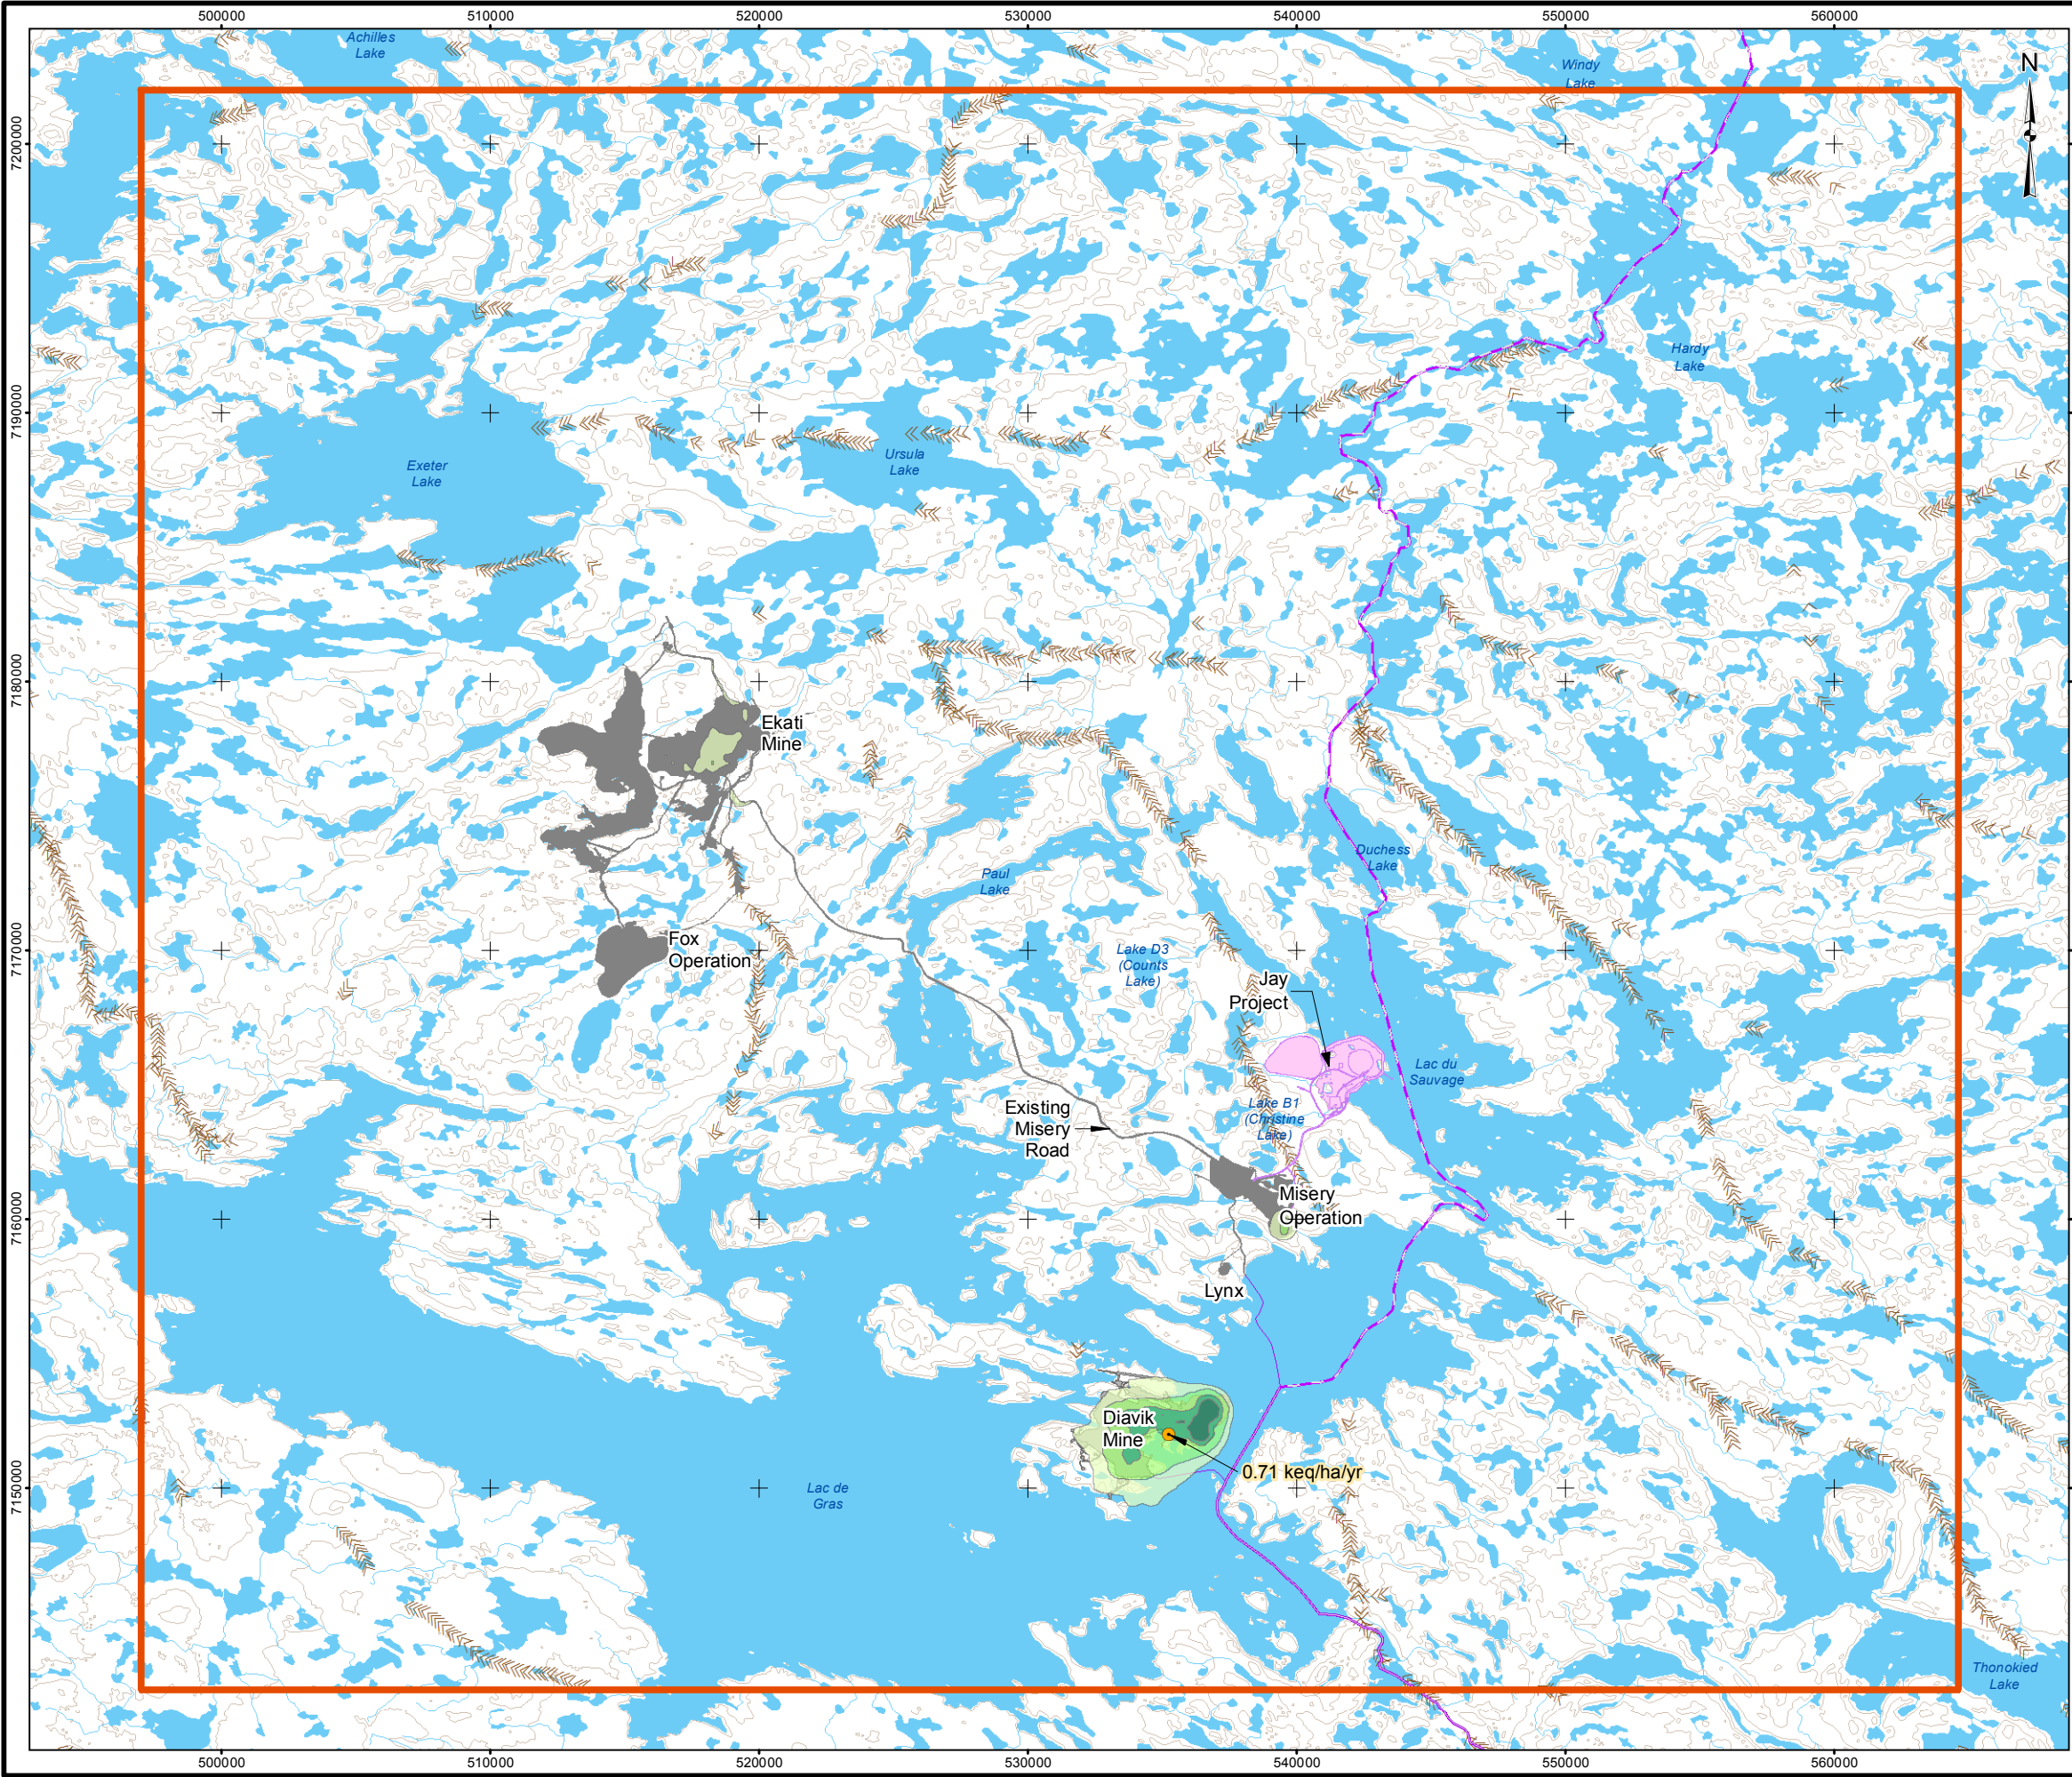 500000 510000 520000 530000 540000 550000 560000
Achilles
Lake
Windy
Lake
N
7200000
Hardy
Lake
7190000
Exeter
Lake
Ursula
Lake
7180000
Ekati
Mine
Duchess
Lake
Paul
Lake
Fox
Operation
7170000
Lake D3
(Counts
Lake)
Jay
Project
Lac du
Sauvage
Existing
Misery
Road
Lake B1
(Christine
Lake)
Misery
Operation
7160000
Lynx
Diavik
Mine
0.71 keq/ha/yr
7150000
Lac de
Gras
Thonokied
Lake
500000 510000 520000 530000 540000 550000 560000